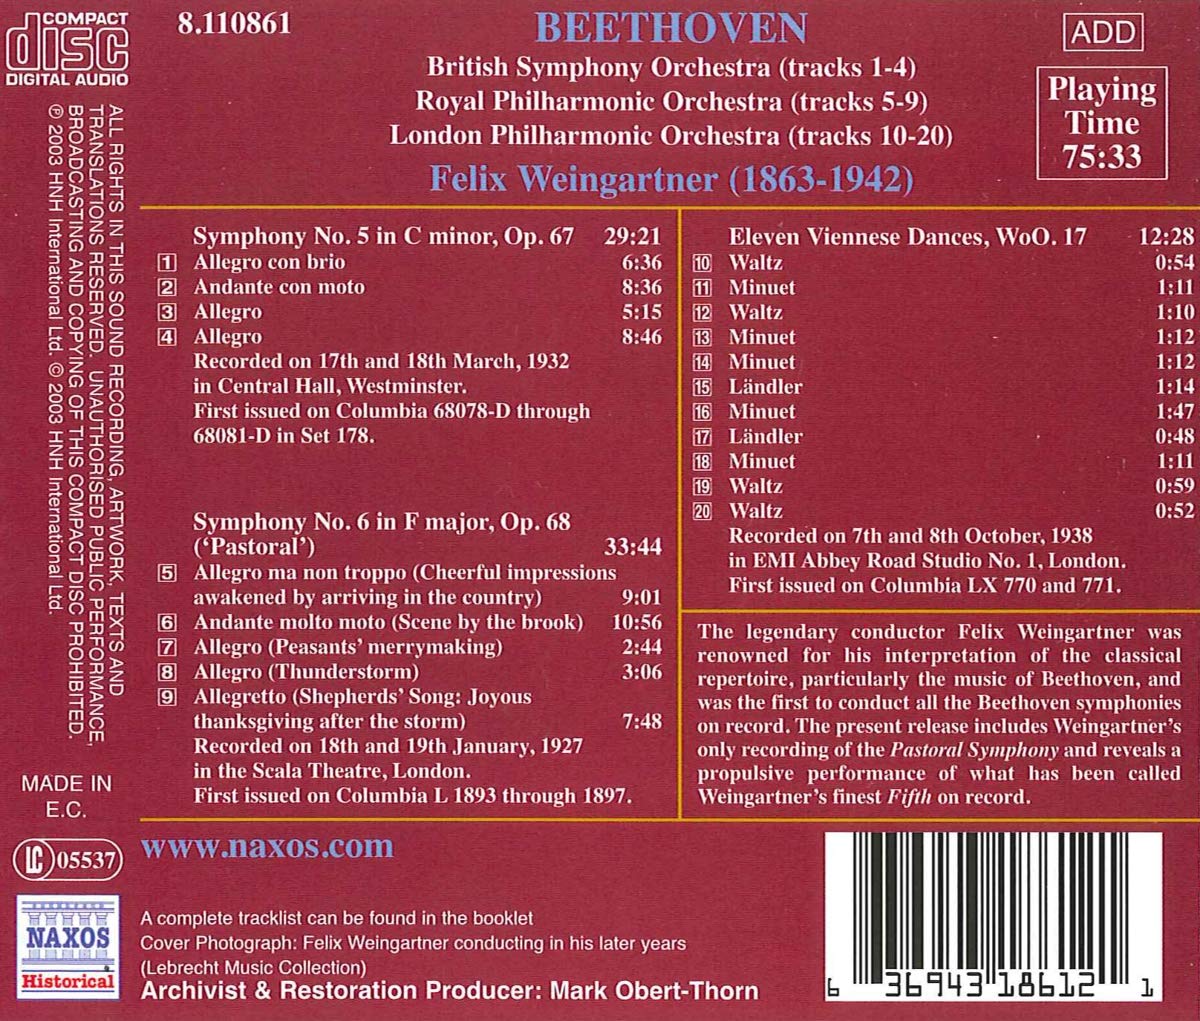 COMPACT
disc
DIGITAL AUDIO
8.110861
BEETHOVEN
British Symphony Orchestra (tracks 1-4)
Royal Philharmonic Orchestra (tracks 5-9)
London Philharmonic Orchestra (tracks 10-20)
Felix Weingartner (1863-1942)
ADD
Playing
Time
75:33
ALL RIGHTS IN THIS SOUND RECORDING, ARTWORK, TEXTS AND
TRANSLATIONS RESERVED. UNAUTHORISED PUBLIC PERFORMANCE,
BROADCASTING AND COPYING OF THIS COMPACT DISC PROHIBITED.
℗ 2003 HNH International Ltd. © 2003 HNH International Ltd.
Symphony No. 5 in C minor, Op. 67 29:21
1 Allegro con brio 6:36
2 Andante con moto 8:36
3 Allegro 5:15
4 Allegro 8:46
Recorded on 17th and 18th March, 1932
in Central Hall, Westminster.
First issued on Columbia 68078-D through
68081-D in Set 178.
Symphony No. 6 in F major, Op. 68
(‘Pastoral’) 33:44
5 Allegro ma non troppo (Cheerful impressions
awakened by arriving in the country) 9:01
6 Andante molto moto (Scene by the brook) 10:56
7 Allegro (Peasants’ merrymaking) 2:44
8 Allegro (Thunderstorm) 3:06
9 Allegretto (Shepherds’ Song: Joyous
thanksgiving after the storm) 7:48
Recorded on 18th and 19th January, 1927
in the Scala Theatre, London.
First issued on Columbia L 1893 through 1897.
Eleven Viennese Dances, WoO. 17 12:28
10 Waltz 0:54
11 Minuet 1:11
12 Waltz 1:10
13 Minuet 1:12
14 Minuet 1:12
15 Ländler 1:14
16 Minuet 1:47
17 Ländler 0:48
18 Minuet 1:11
19 Waltz 0:59
20 Waltz 0:52
Recorded on 7th and 8th October, 1938
in EMI Abbey Road Studio No. 1, London.
First issued on Columbia LX 770 and 771.
The legendary conductor Felix Weingartner was
renowned for his interpretation of the classical
repertoire, particularly the music of Beethoven, and
was the first to conduct all the Beethoven symphonies
on record. The present release includes Weingartner’s
only recording of the Pastoral Symphony and reveals a
propulsive performance of what has been called
Weingartner’s finest Fifth on record.
MADE IN
E.C.
LC 05537
NAXOS
Historical
www.naxos.com
A complete tracklist can be found in the booklet
Cover Photograph: Felix Weingartner conducting in his later years
(Lebrecht Music Collection)
Archivist & Restoration Producer: Mark Obert-Thorn
6 36943 18612 1